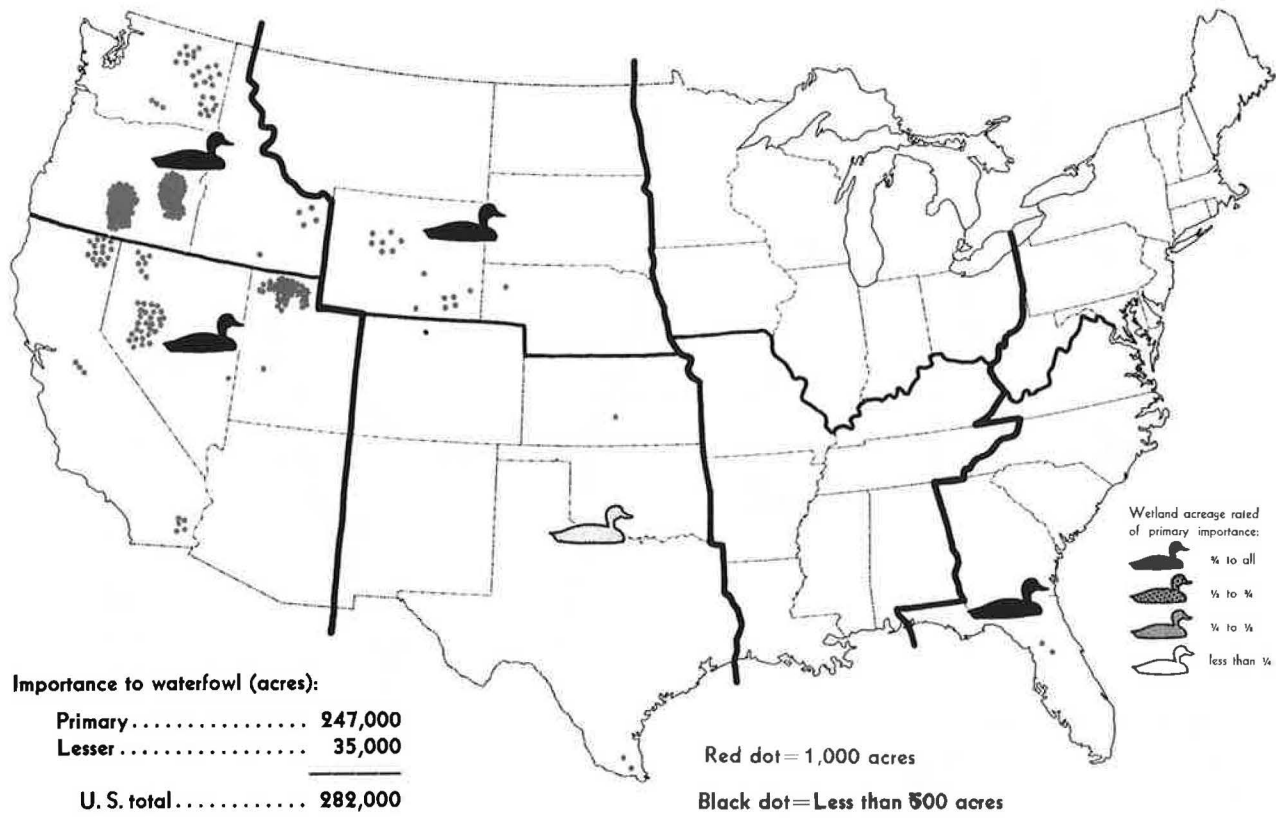 Wetland acreage rated
of primary importance:
¾ to all
½ to ¾
¼ to ½
less than ¼
Importance to waterfowl (acres):
Primary............... 247,000
Lesser................ 35,000
U. S. total............ 282,000
Red dot=1,000 acres
Black dot=Less than 500 acres